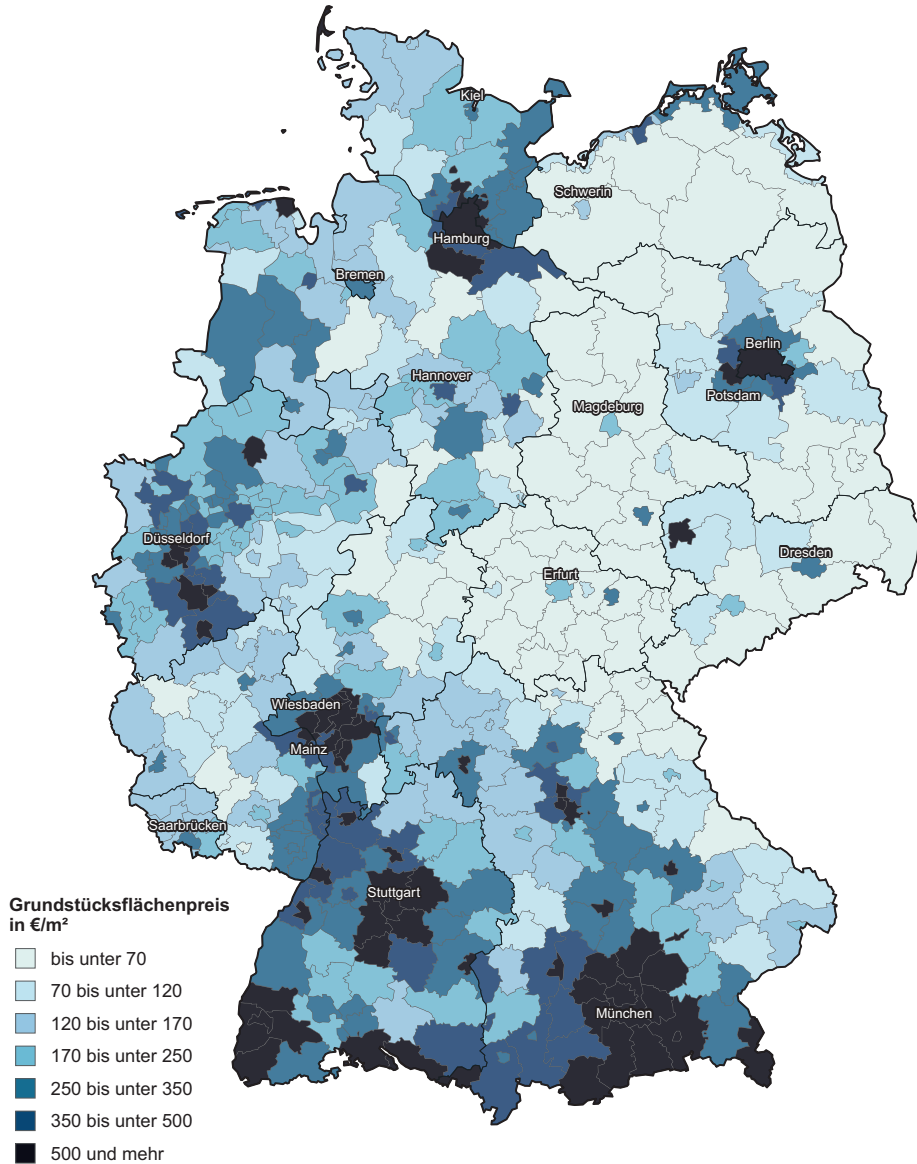 Kiel
Schwerin
Hamburg
Bremen
Berlin
Hannover
Potsdam
Magdeburg
Düsseldorf
Dresden
Erfurt
Wiesbaden
Mainz
Saarbrücken
Stuttgart
Grundstücksflächenpreis
in €/m²
bis unter 70
70 bis unter 120
120 bis unter 170
München
170 bis unter 250
250 bis unter 350
350 bis unter 500
500 und mehr